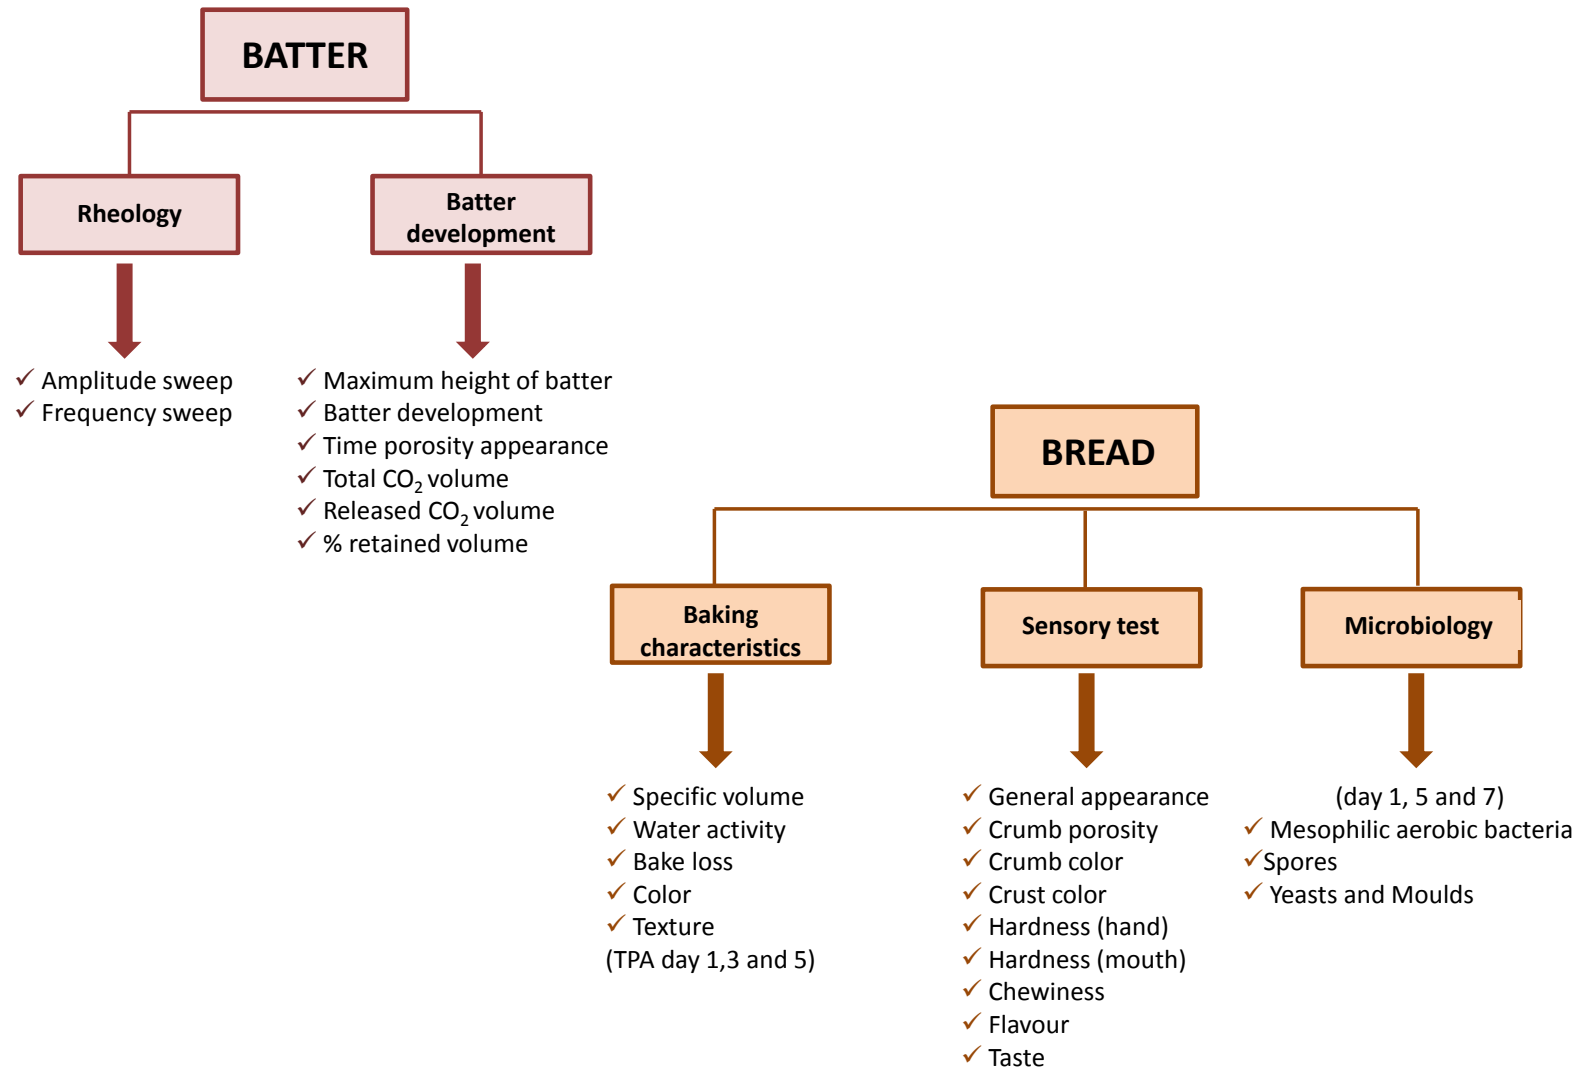 BATTER
Rheology
Batter
development
✓ Amplitude sweep
✓ Frequency sweep
✓ Maximum height of batter
✓ Batter development
✓ Time porosity appearance
✓ Total CO₂ volume
✓ Released CO₂ volume
✓ % retained volume
BREAD
Baking
characteristics
Sensory test
Microbiology
✓ Specific volume
✓ Water activity
✓ Bake loss
✓ Color
✓ Texture
(TPA day 1,3 and 5)
✓ General appearance
✓ Crumb porosity
✓ Crumb color
✓ Crust color
✓ Hardness (hand)
✓ Hardness (mouth)
✓ Chewiness
✓ Flavour
✓ Taste
(day 1, 5 and 7)
✓ Mesophilic aerobic bacteria
✓Spores
✓ Yeasts and Moulds